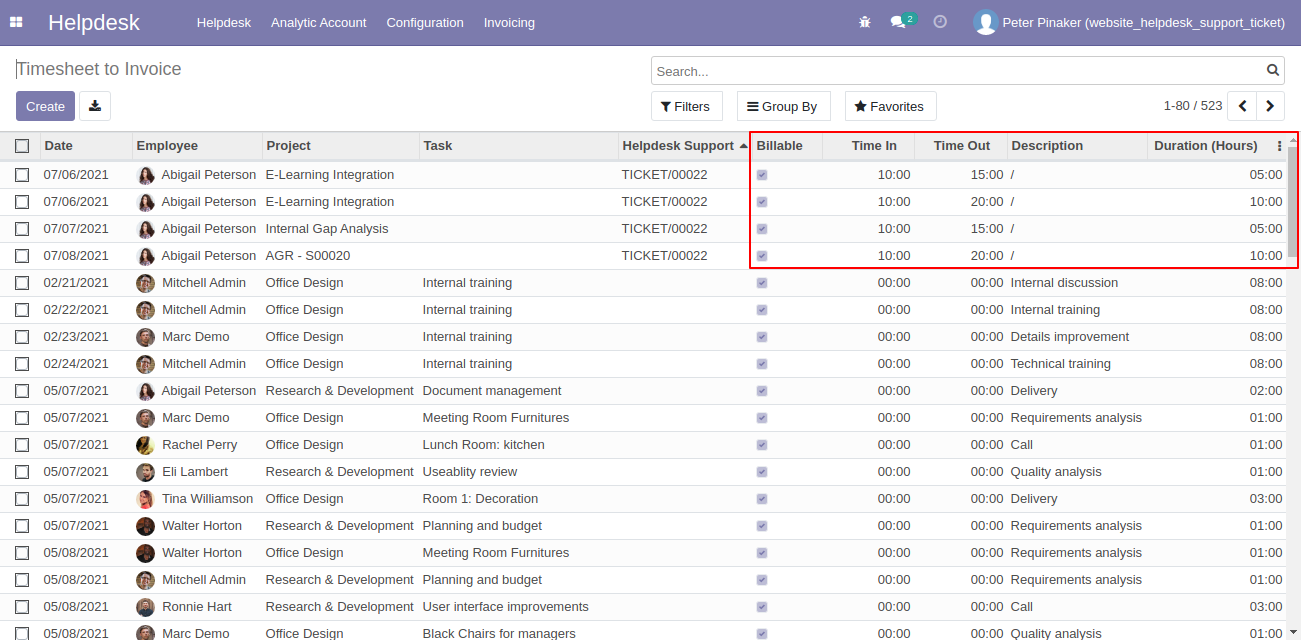 Helpdesk Helpdesk Analytic Account Configuration Invoicing 2 Peter Pinaker (website_helpdesk_support_ticket)
Timesheet to Invoice Search...
Create Filters Group By Favorites 1-80 / 523
Date Employee Project Task Helpdesk Support Billable Time In Time Out Description Duration (Hours)
07/06/2021 Abigail Peterson E-Learning Integration TICKET/00022 10:00 15:00 / 05:00
07/06/2021 Abigail Peterson E-Learning Integration TICKET/00022 10:00 20:00 / 10:00
07/07/2021 Abigail Peterson Internal Gap Analysis TICKET/00022 10:00 15:00 / 05:00
07/08/2021 Abigail Peterson AGR - S00020 TICKET/00022 10:00 20:00 / 10:00
02/21/2021 Mitchell Admin Office Design Internal training 00:00 00:00 Internal discussion 08:00
02/22/2021 Mitchell Admin Office Design Internal training 00:00 00:00 Internal training 08:00
02/23/2021 Marc Demo Office Design Internal training 00:00 00:00 Details improvement 08:00
02/24/2021 Mitchell Admin Office Design Internal training 00:00 00:00 Technical training 08:00
05/07/2021 Abigail Peterson Research & Development Document management 00:00 00:00 Delivery 02:00
05/07/2021 Marc Demo Office Design Meeting Room Furnitures 00:00 00:00 Requirements analysis 01:00
05/07/2021 Rachel Perry Office Design Lunch Room: kitchen 00:00 00:00 Call 01:00
05/07/2021 Eli Lambert Research & Development Useablity review 00:00 00:00 Quality analysis 01:00
05/07/2021 Tina Williamson Office Design Room 1: Decoration 00:00 00:00 Delivery 03:00
05/07/2021 Walter Horton Research & Development Planning and budget 00:00 00:00 Requirements analysis 01:00
05/08/2021 Walter Horton Office Design Meeting Room Furnitures 00:00 00:00 Requirements analysis 01:00
05/08/2021 Mitchell Admin Research & Development Planning and budget 00:00 00:00 Requirements analysis 01:00
05/08/2021 Ronnie Hart Research & Development User interface improvements 00:00 00:00 Call 03:00
05/08/2021 Marc Demo Office Design Black Chairs for managers 00:00 00:00 Quality analysis 01:00